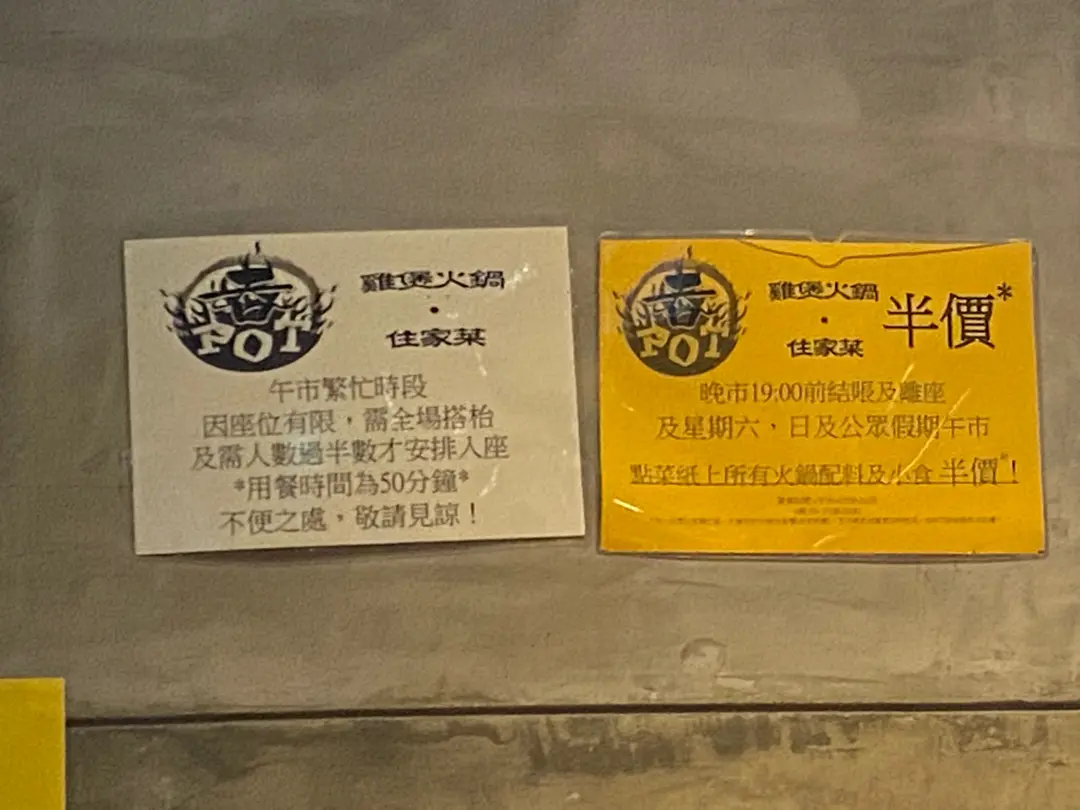 喜
POT
雞煲火鍋
·
住家菜
午市繁忙時段
因座位有限,需全場搭枱
及需人數過半數才安排入座
*用餐時間為50分鐘*
不便之處,敬請見諒!
喜
POT
雞煲火鍋
·
住家菜
半價*
晚市19:00前結賬及離座
及星期六,日及公眾假期午市
點菜紙上所有火鍋配料及小食 半價*!